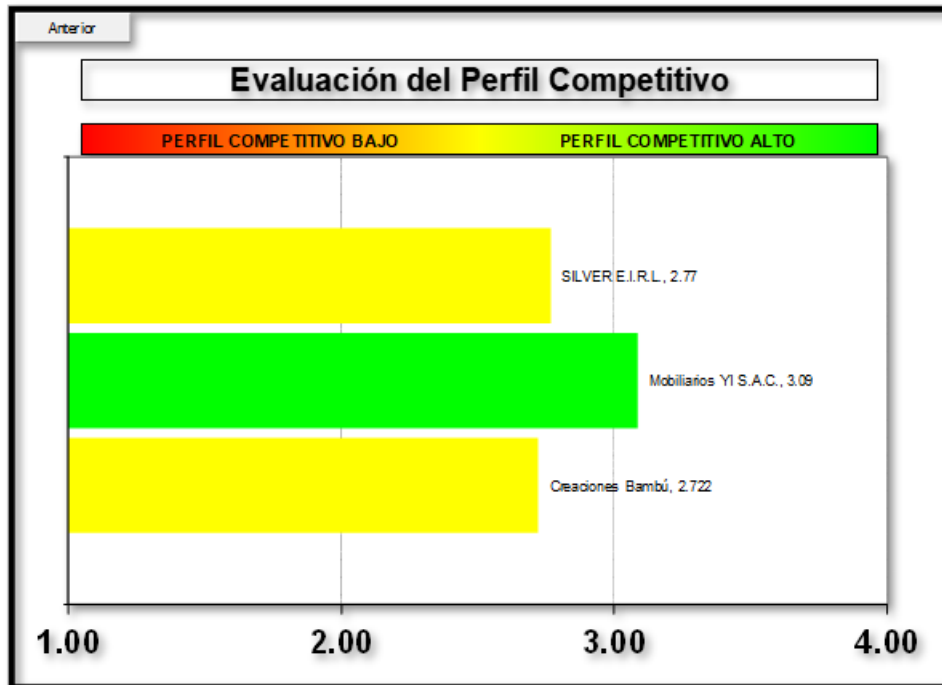 Anterior
Evaluación del Perfil Competitivo
PERFIL COMPETITIVO BAJO PERFIL COMPETITIVO ALTO
SILVER E.I.R.L., 2.77
Mobiliarios YI S.A.C., 3.09
Creaciones Bambú, 2.722
1.00 2.00 3.00 4.00